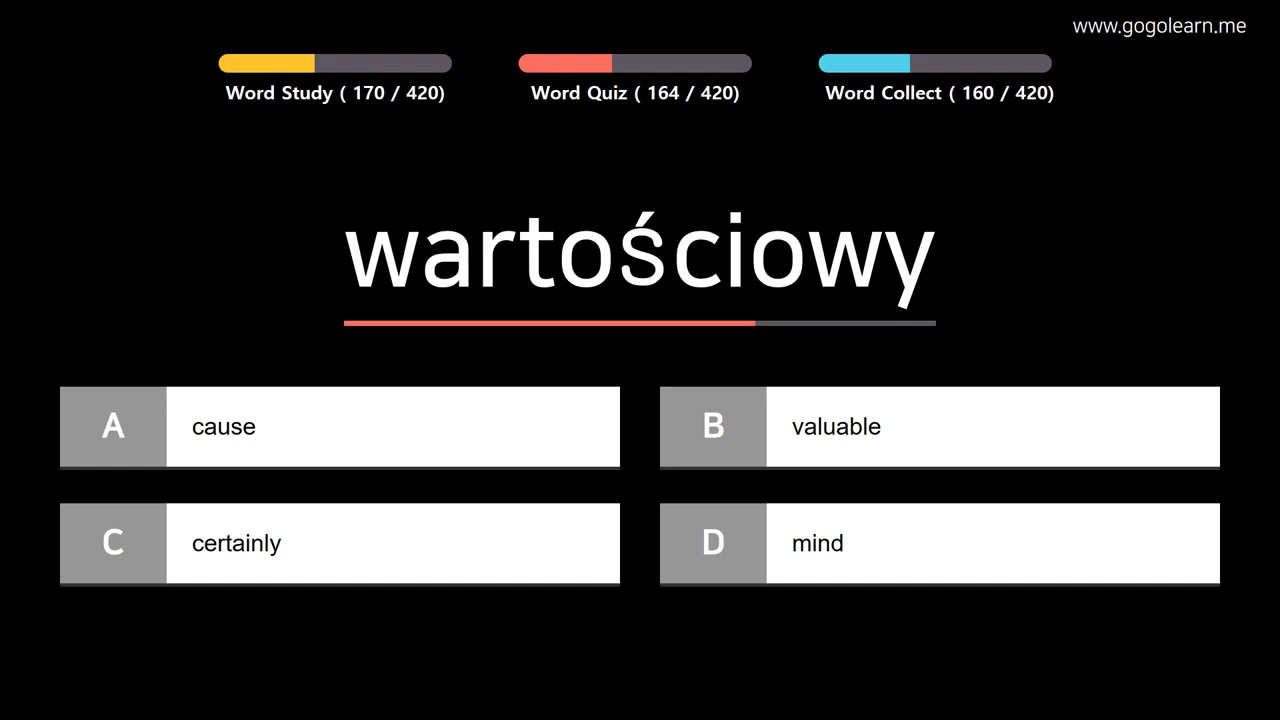 www.gogolearn.me
Word Study ( 170 / 420)
Word Quiz ( 164 / 420)
Word Collect ( 160 / 420)
wartościowy
A cause
B valuable
C certainly
D mind